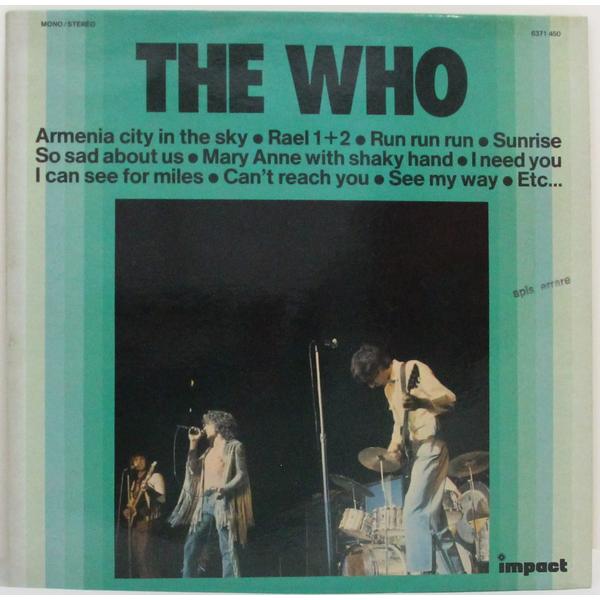 MONO/STEREO
6371 450
THE WHO
Armenia city in the sky • Rael 1+2 • Run run run • Sunrise
So sad about us • Mary Anne with shaky hand • I need you
I can see for miles • Can't reach you • See my way • Etc...
apis errare
impact